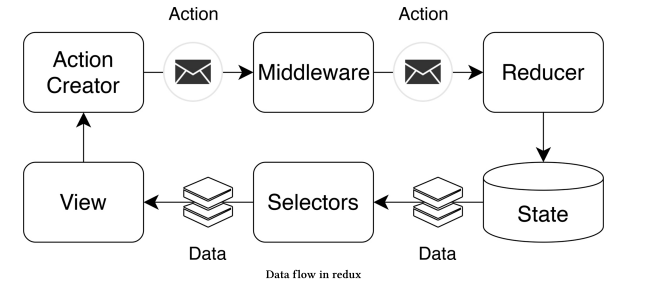 Action
Action
Action
Creator
Middleware
Reducer
View
Selectors
State
Data
Data
Data flow in redux